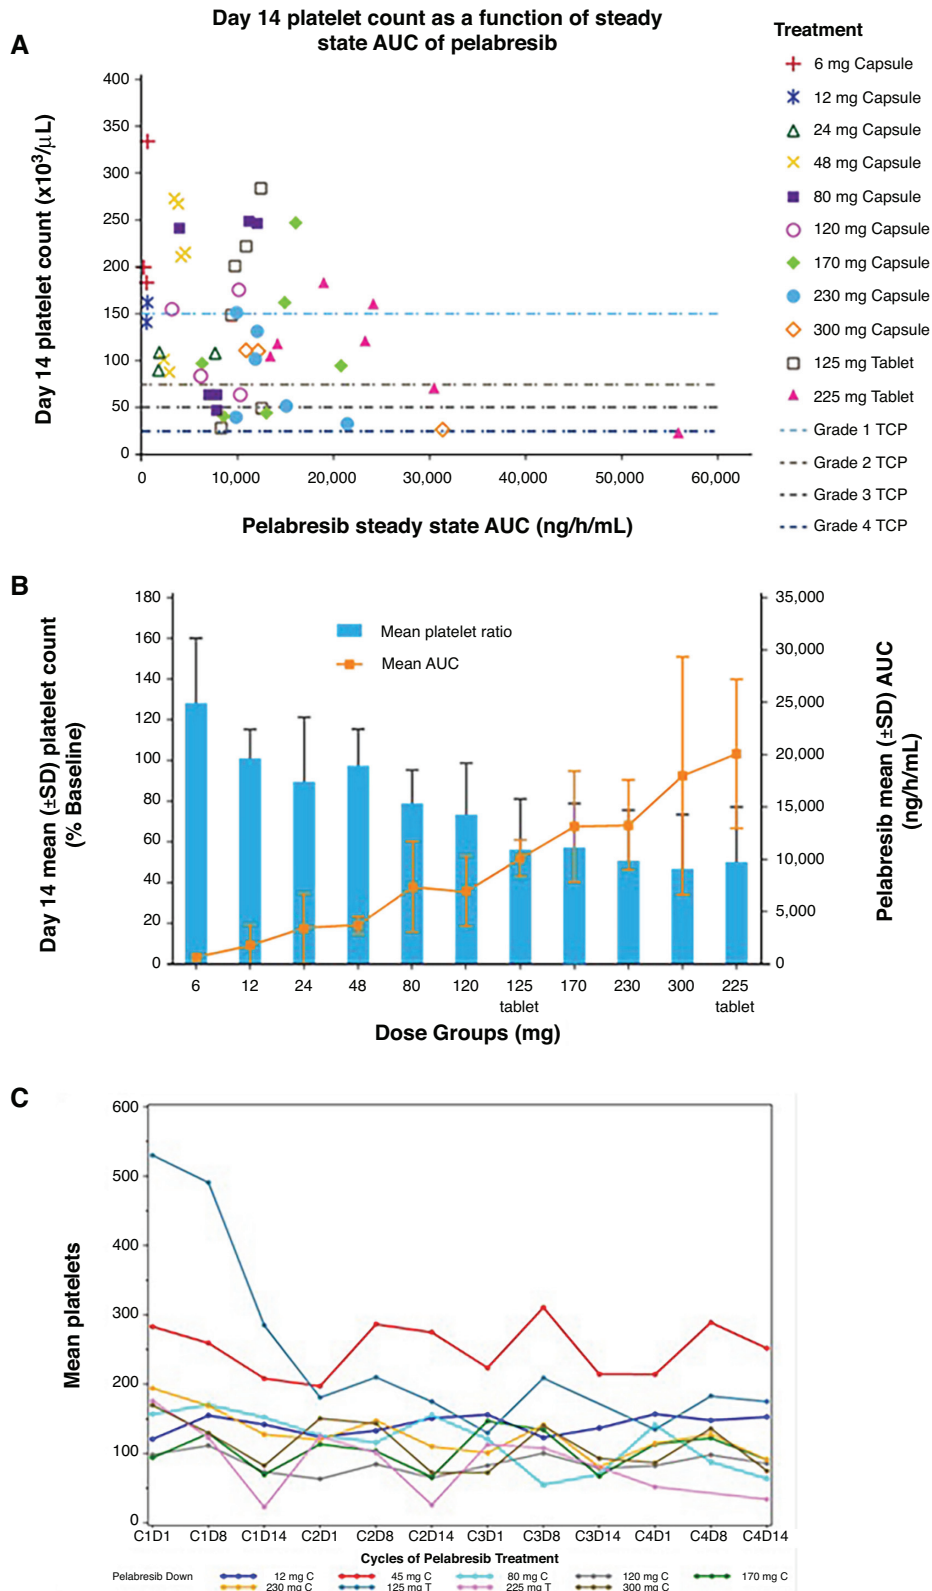 A
Day 14 platelet count as a function of steady
state AUC of pelabresib
Day 14 platelet count (x10³/µL)
400
350
300
250
200
150
100
50
0
0 10,000 20,000 30,000 40,000 50,000 60,000
Pelabresib steady state AUC (ng/h/mL)
Treatment
6 mg Capsule
12 mg Capsule
24 mg Capsule
48 mg Capsule
80 mg Capsule
120 mg Capsule
170 mg Capsule
230 mg Capsule
300 mg Capsule
125 mg Tablet
225 mg Tablet
Grade 1 TCP
Grade 2 TCP
Grade 3 TCP
Grade 4 TCP
B
Day 14 mean (±SD) platelet count
(% Baseline)
180
160
140
120
100
80
60
40
20
0
Mean platelet ratio
Mean AUC
35,000
30,000
25,000
20,000
15,000
10,000
5,000
0
Pelabresib mean (±SD) AUC
(ng/h/mL)
6 12 24 48 80 120 125 170 230 300 225
tablet tablet
Dose Groups (mg)
C
Mean platelets
600
500
400
300
200
100
0
C1D1 C1D8 C1D14 C2D1 C2D8 C2D14 C3D1 C3D8 C3D14 C4D1 C4D8 C4D14
Cycles of Pelabresib Treatment
Pelabresib Down 12 mg C 45 mg C 80 mg C 120 mg C 170 mg C
230 mg C 125 mg T 225 mg T 300 mg C